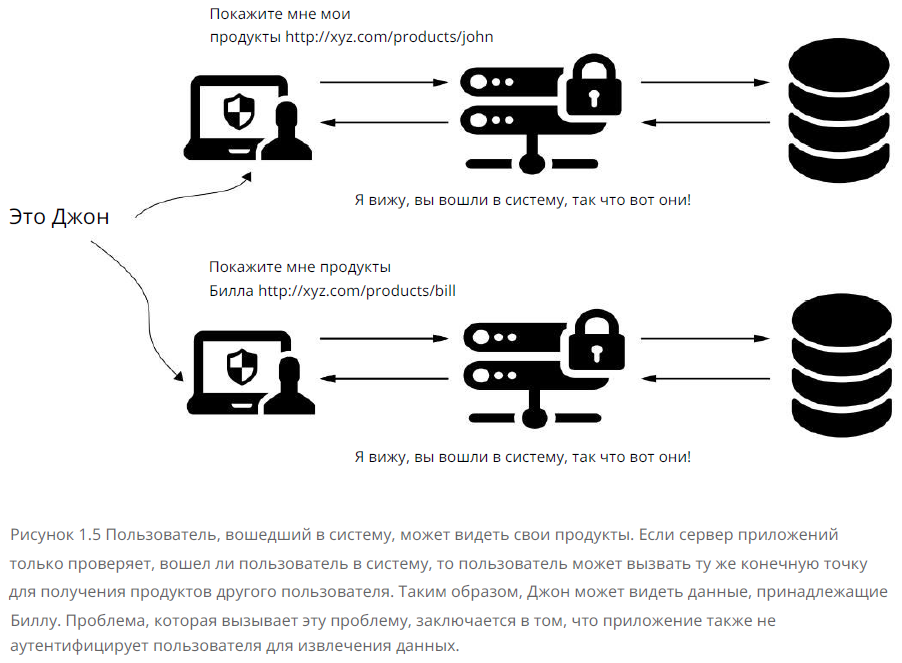 Покажите мне мои
продукты http://xyz.com/products/john
Я вижу, вы вошли в систему, так что вот они!
Это Джон
Покажите мне продукты
Билла http://xyz.com/products/bill
Я вижу, вы вошли в систему, так что вот они!
Рисунок 1.5 Пользователь, вошедший в систему, может видеть свои продукты. Если сервер приложений
только проверяет, вошел ли пользователь в систему, то пользователь может вызвать ту же конечную точку
для получения продуктов другого пользователя. Таким образом, Джон может видеть данные, принадлежащие
Биллу. Проблема, которая вызывает эту проблему, заключается в том, что приложение также не
аутентифицирует пользователя для извлечения данных.